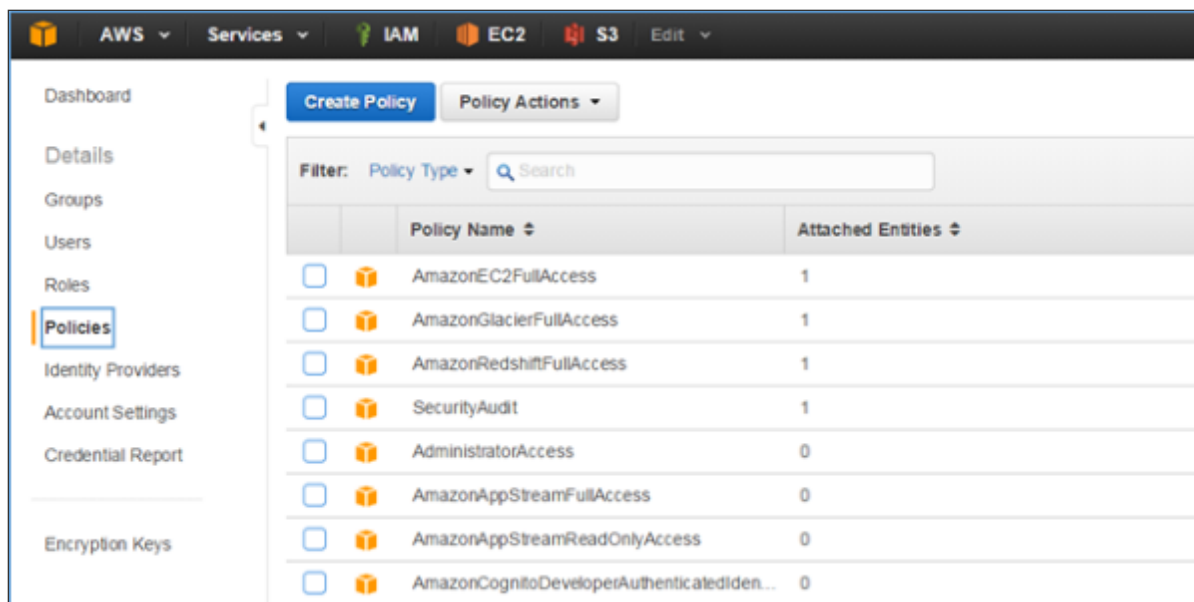 AWS Services IAM EC2 S3 Edit
Dashboard
Details
Groups
Users
Roles
Policies
Identity Providers
Account Settings
Credential Report
Encryption Keys
Create Policy Policy Actions
Filter: Policy Type Search
Policy Name Attached Entities
AmazonEC2FullAccess 1
AmazonGlacierFullAccess 1
AmazonRedshiftFullAccess 1
SecurityAudit 1
AdministratorAccess 0
AmazonAppStreamFullAccess 0
AmazonAppStreamReadOnlyAccess 0
AmazonCognitoDeveloperAuthenticatedIden... 0